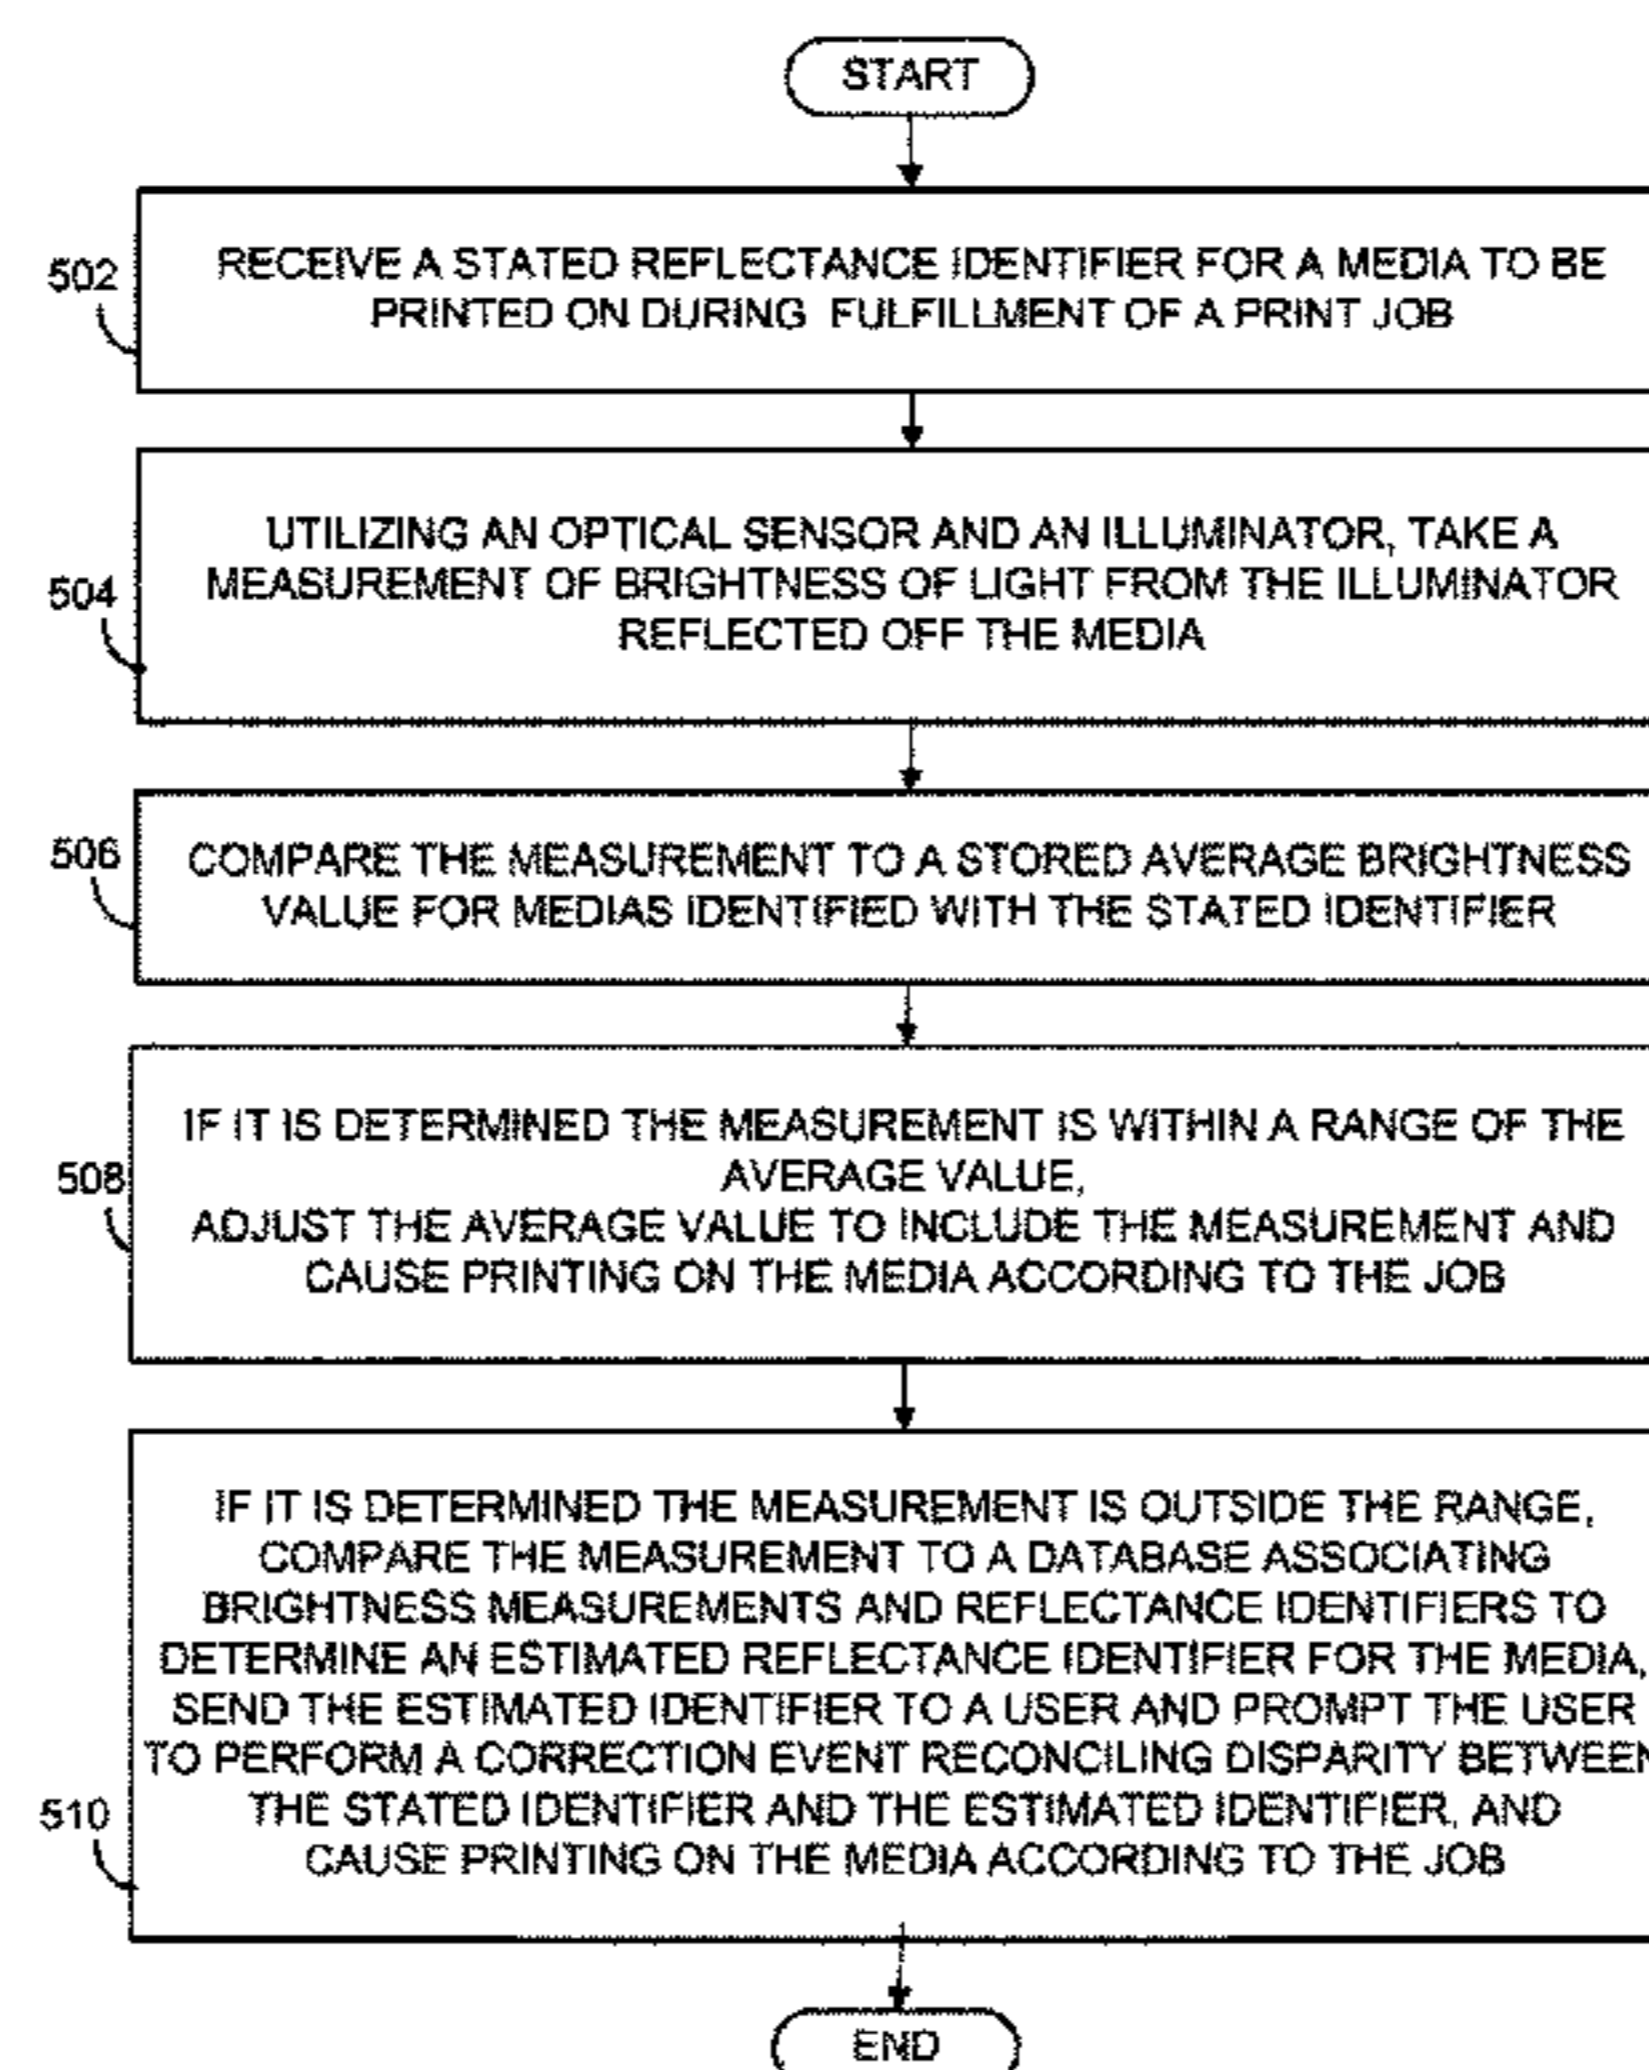 START
502
RECEIVE A STATED REFLECTANCE IDENTIFIER FOR A MEDIA TO BE
PRINTED ON DURING FULFILLMENT OF A PRINT JOB
504
UTILIZING AN OPTICAL SENSOR AND AN ILLUMINATOR, TAKE A
MEASUREMENT OF BRIGHTNESS OF LIGHT FROM THE ILLUMINATOR
REFLECTED OFF THE MEDIA
506
COMPARE THE MEASUREMENT TO A STORED AVERAGE BRIGHTNESS
VALUE FOR MEDIAS IDENTIFIED WITH THE STATED IDENTIFIER
508
IF IT IS DETERMINED THE MEASUREMENT IS WITHIN A RANGE OF THE
AVERAGE VALUE,
ADJUST THE AVERAGE VALUE TO INCLUDE THE MEASUREMENT AND
CAUSE PRINTING ON THE MEDIA ACCORDING TO THE JOB
510
IF IT IS DETERMINED THE MEASUREMENT IS OUTSIDE THE RANGE,
COMPARE THE MEASUREMENT TO A DATABASE ASSOCIATING
BRIGHTNESS MEASUREMENTS AND REFLECTANCE IDENTIFIERS TO
DETERMINE AN ESTIMATED REFLECTANCE IDENTIFIER FOR THE MEDIA,
SEND THE ESTIMATED IDENTIFIER TO A USER AND PROMPT THE USER
TO PERFORM A CORRECTION EVENT RECONCILING DISPARITY BETWEEN
THE STATED IDENTIFIER AND THE ESTIMATED IDENTIFIER, AND
CAUSE PRINTING ON THE MEDIA ACCORDING TO THE JOB
END